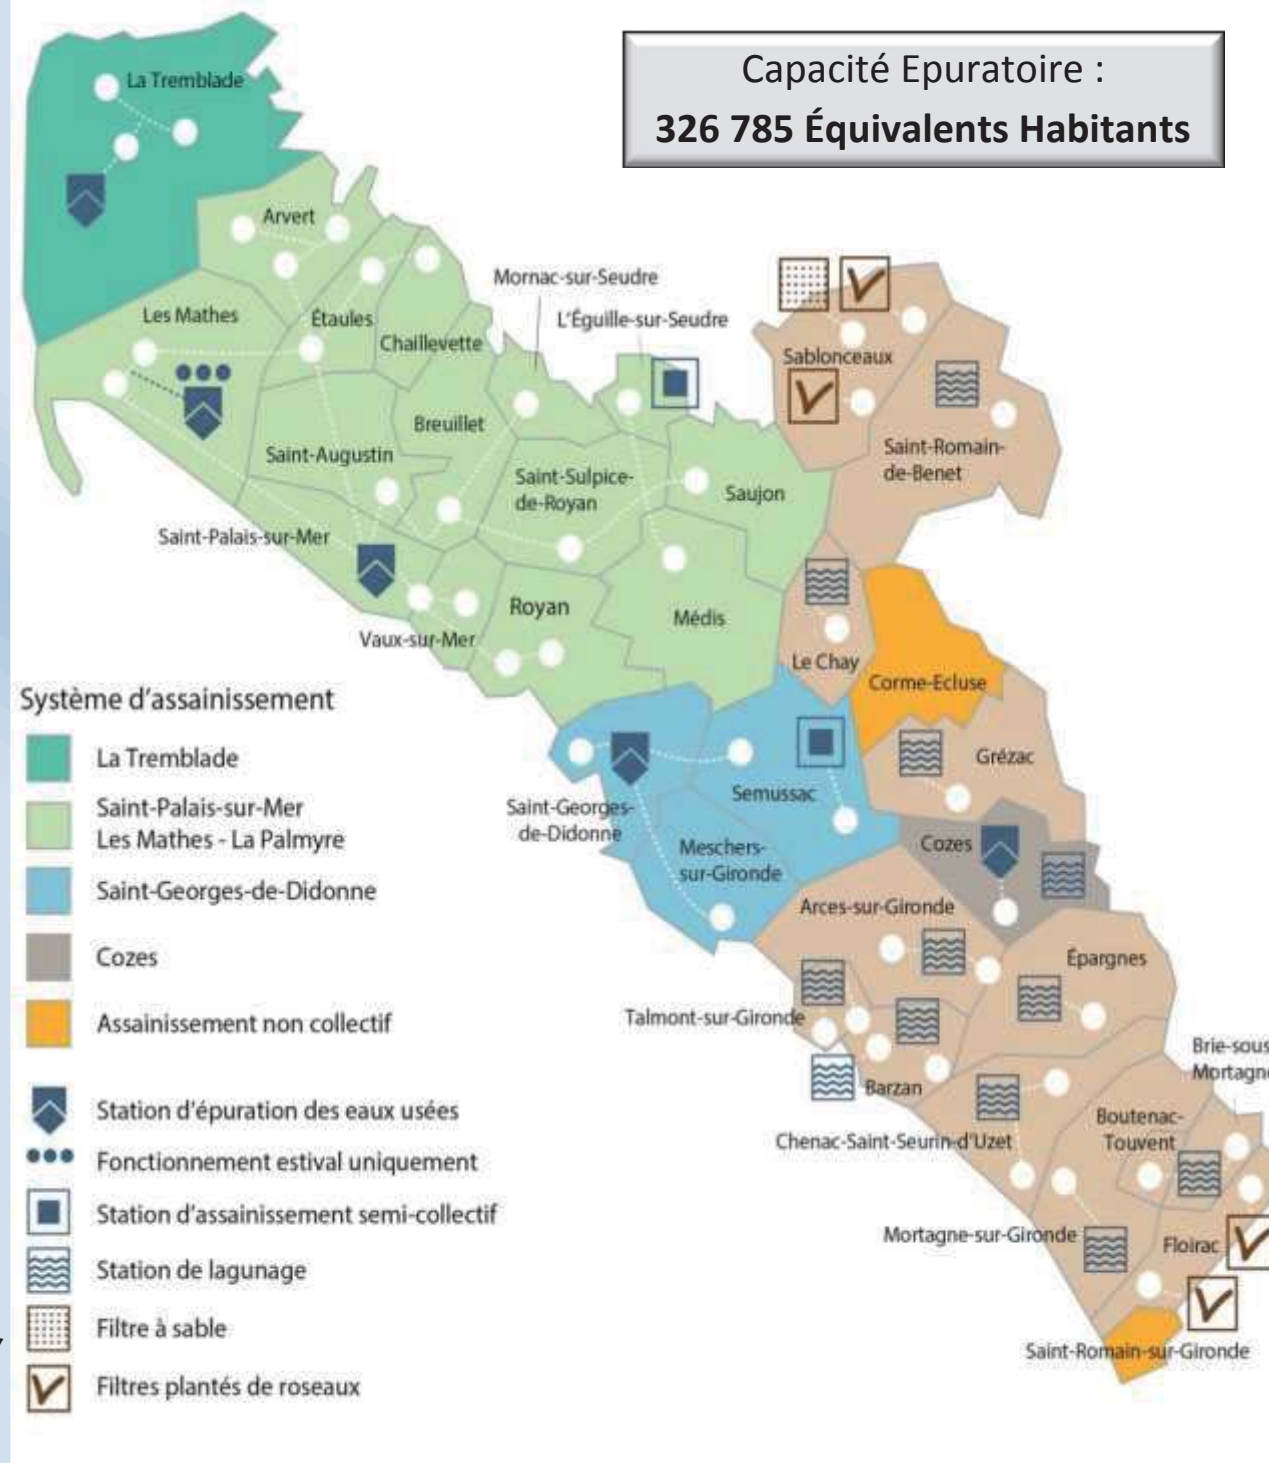 Capacité Epuratoire :
326 785 Équivalents Habitants
La Tremblade
Arvert
Mornac-sur-Seudre
Les Mathes
Étaules
L'Éguille-sur-Seudre
Chaillevette
Sablonceaux
Breuillet
Saint-Augustin
Saint-Romain-
de-Benet
Saint-Sulpice-
de-Royan
Saujon
Saint-Palais-sur-Mer
Royan
Médis
Vaux-sur-Mer
Le Chay
Corme-Ecluse
Grézac
Semussac
Saint-Georges-
de-Didonne
Cozes
Meschers-
sur-Gironde
Arces-sur-Gironde
Épargnes
Talmont-sur-Gironde
Brie-sous
Mortagne
Barzan
Boutenac-
Touvent
Chenac-Saint-Seurin-d'Uzet
Mortagne-sur-Gironde
Floirac
Saint-Romain-sur-Gironde
Système d'assainissement
La Tremblade
Saint-Palais-sur-Mer
Les Mathes - La Palmyre
Saint-Georges-de-Didonne
Cozes
Assainissement non collectif
Station d'épuration des eaux usées
Fonctionnement estival uniquement
Station d'assainissement semi-collectif
Station de lagunage
Filtre à sable
Filtres plantés de roseaux